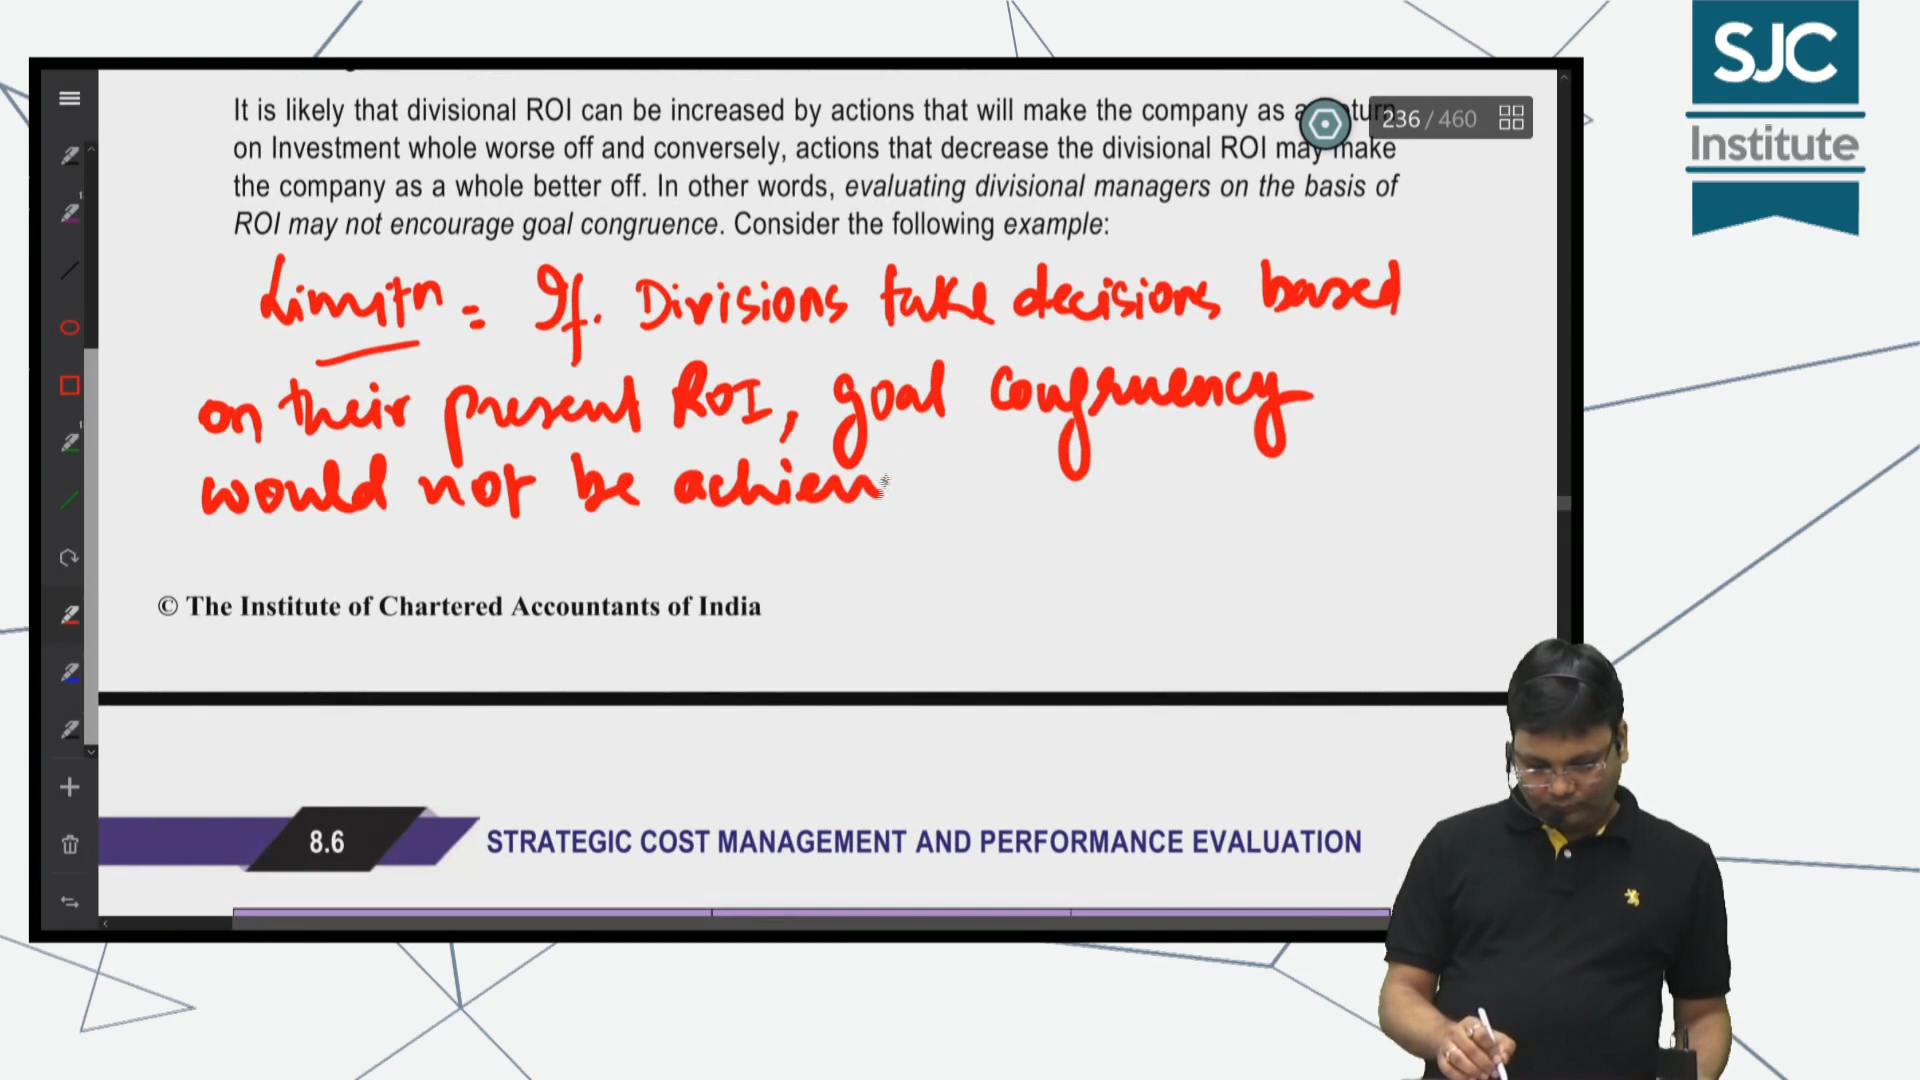 SJC
Institute
236 / 460
It is likely that divisional ROI can be increased by actions that will make the company as a
on Investment whole worse off and conversely, actions that decrease the divisional ROI may make
the company as a whole better off. In other words, evaluating divisional managers on the basis of
ROI may not encourage goal congruence. Consider the following example:
= If. Divisions take decisions based
on their present ROI, goal congruency
would not be achiev
© The Institute of Chartered Accountants of India
8.6 STRATEGIC COST MANAGEMENT AND PERFORMANCE EVALUATION